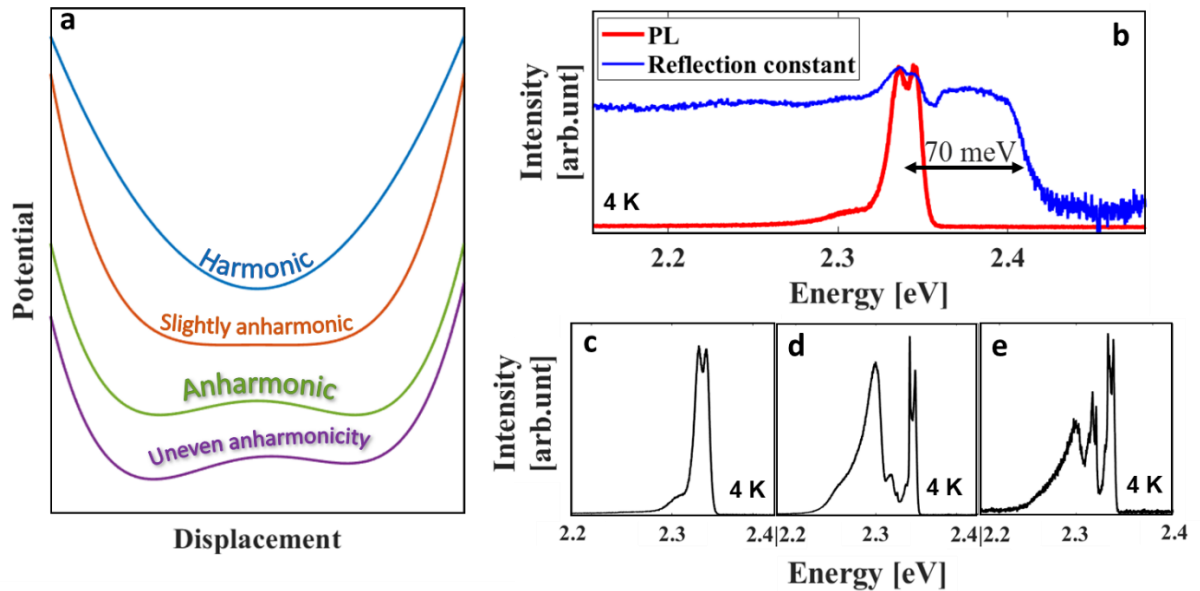 a
Harmonic
Slightly anharmonic
Anharmonic
Uneven anharmonicity
Potential
Displacement
b
PL
Reflection constant
70 meV
4 K
Intensity
[arb.unt]
2.2
2.3
2.4
Energy [eV]
c
d
e
Intensity
[arb.unt]
4 K
4 K
4 K
2.2
2.3
2.4
2.2
2.3
2.4
2.2
2.3
2.4
Energy [eV]